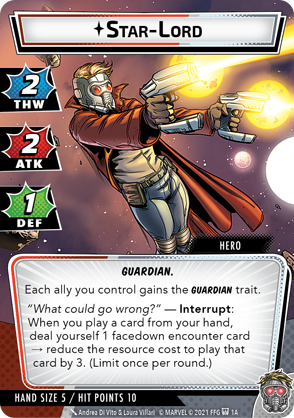 STAR-LORD
2
THW
2
ATK
1
DEF
HERO
GUARDIAN.
Each ally you control gains the GUARDIAN trait.
"What could go wrong?" — Interrupt:
When you play a card from your hand,
deal yourself 1 facedown encounter card
→ reduce the resource cost to play that
card by 3. (Limit once per round.)
HAND SIZE 5 / HIT POINTS 10
Andrea Di Vito & Laura Villari © MARVEL © 2021 FFG 1A